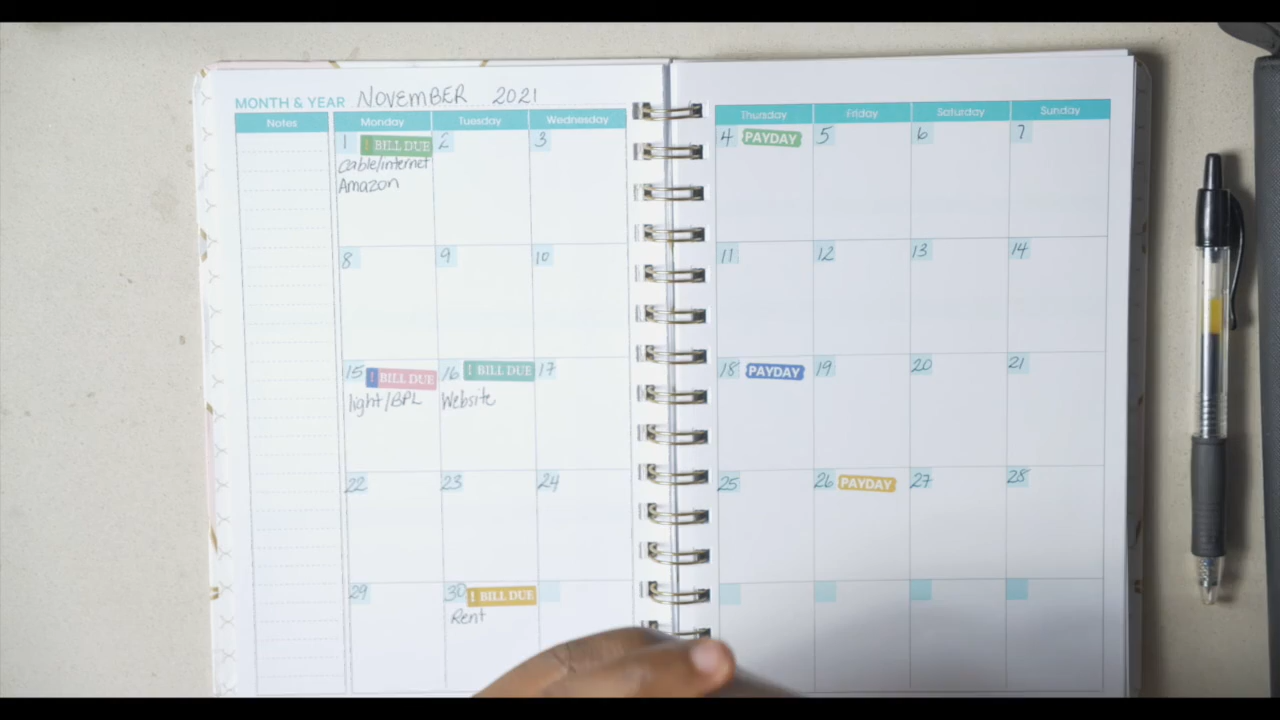 MONTH & YEAR NOVEMBER 2021
Notes Monday Tuesday Wednesday Thursday Friday Saturday Sunday
1 ! BILL DUE 2 3 4 PAYDAY 5 6 7
Cable/internet
Amazon
8 9 10 11 12 13 14
15 ! BILL DUE 16 ! BILL DUE 17 18 PAYDAY 19 20 21
light/BPL Website
22 23 24 25 26 PAYDAY 27 28
29 30 ! BILL DUE
Rent